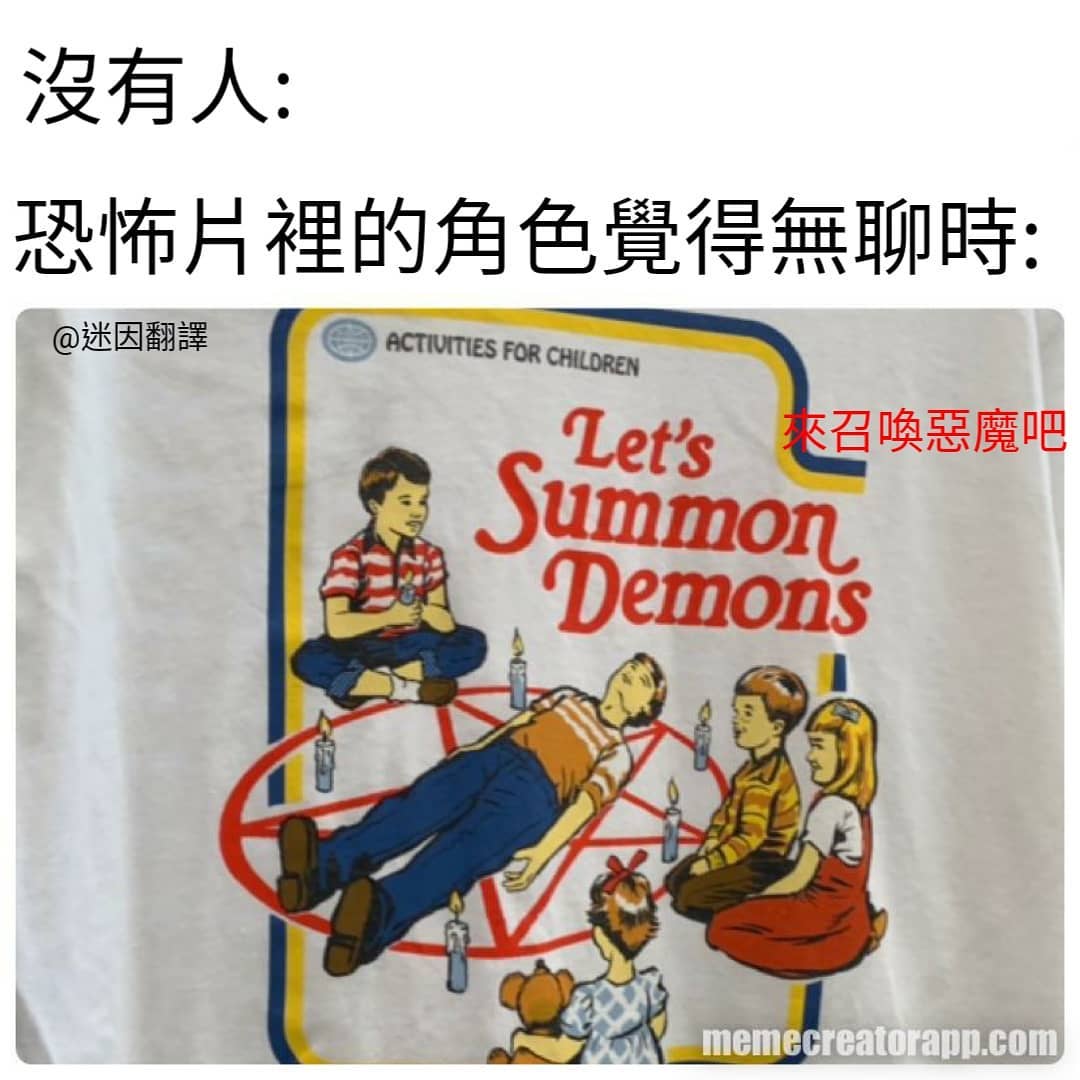 沒有人:
恐怖片裡的角色覺得無聊時:
@迷因翻譯
ACTIVITIES FOR CHILDREN
Let's
來召喚惡魔吧
Summon
Demons
memecreatorapp.com